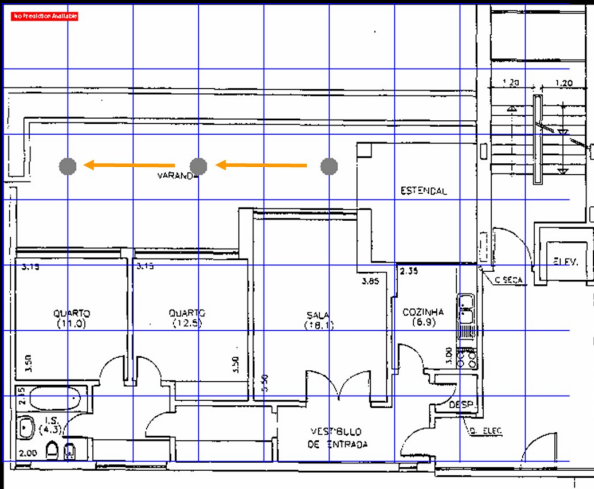 No Prediction Available
1.20
1.20
VARANDA
ESTENDAL
ELEV.
3.15
3.15
3.85
2.35
C. SECA
QUARTO
(11.0)
QUARTO
(12.5)
SALA
(18.1)
COZINHA
(6.9)
3.50
3.50
5.50
3.00
2.15
I.S.
(4.3)
DESP.
VESTIBULO
DE ENTRADA
Q. ELEC.
2.00